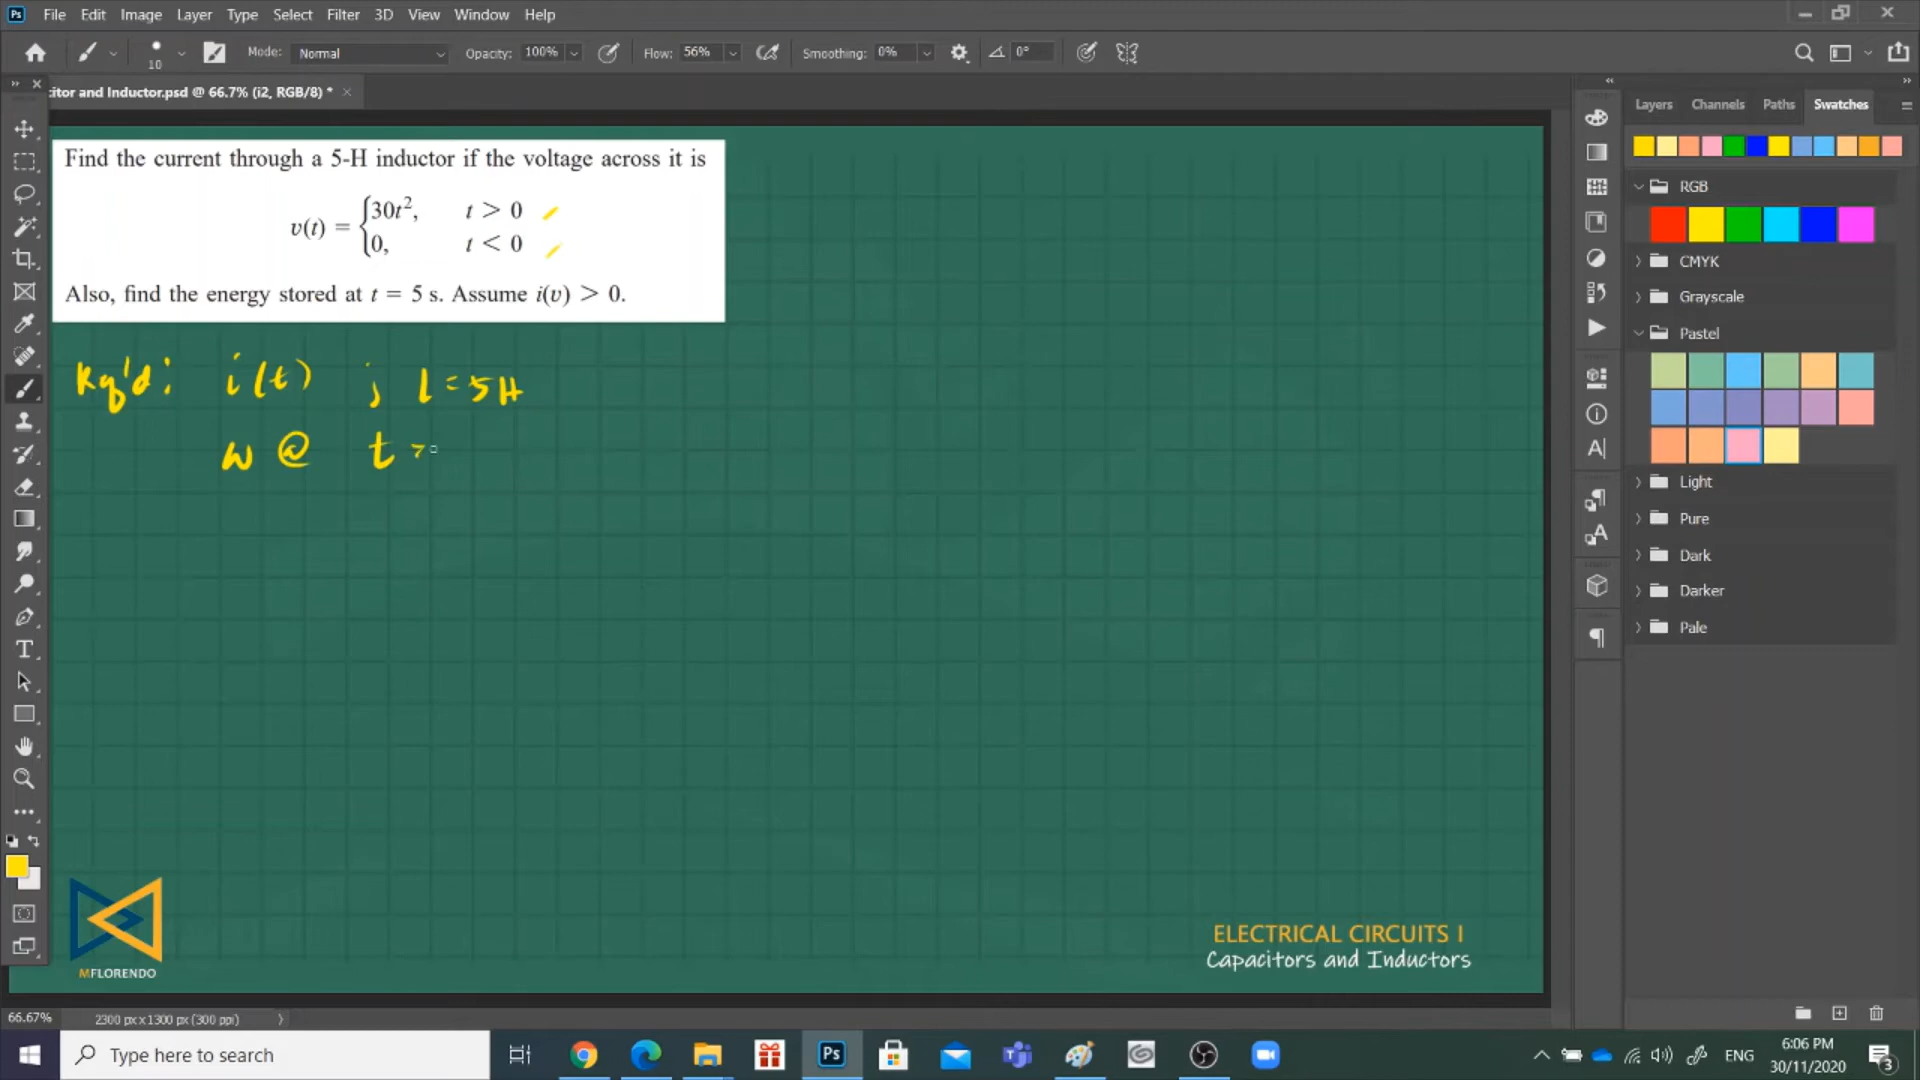 File Edit Image Layer Type Select Filter 3D View Window Help
10 Mode: Normal Opacity: 100% Flow: 56% Smoothing: 0% 0°
itor and Inductor.psd @ 66.7% (i2, RGB/8) *
Find the current through a 5-H inductor if the voltage across it is
v(t) = {30t², t > 0
0, t < 0
Also, find the energy stored at t = 5 s. Assume i(v) > 0.
Rq'd: i(t) ; L = 5H
w @ t =
MFLORENDO
ELECTRICAL CIRCUITS I
Capacitors and Inductors
Layers Channels Paths Swatches
RGB
CMYK
Grayscale
Pastel
Light
Pure
Dark
Darker
Pale
66.67% 2300 px x 1300 px (300 ppi)
Type here to search
ENG
6:06 PM
30/11/2020
3